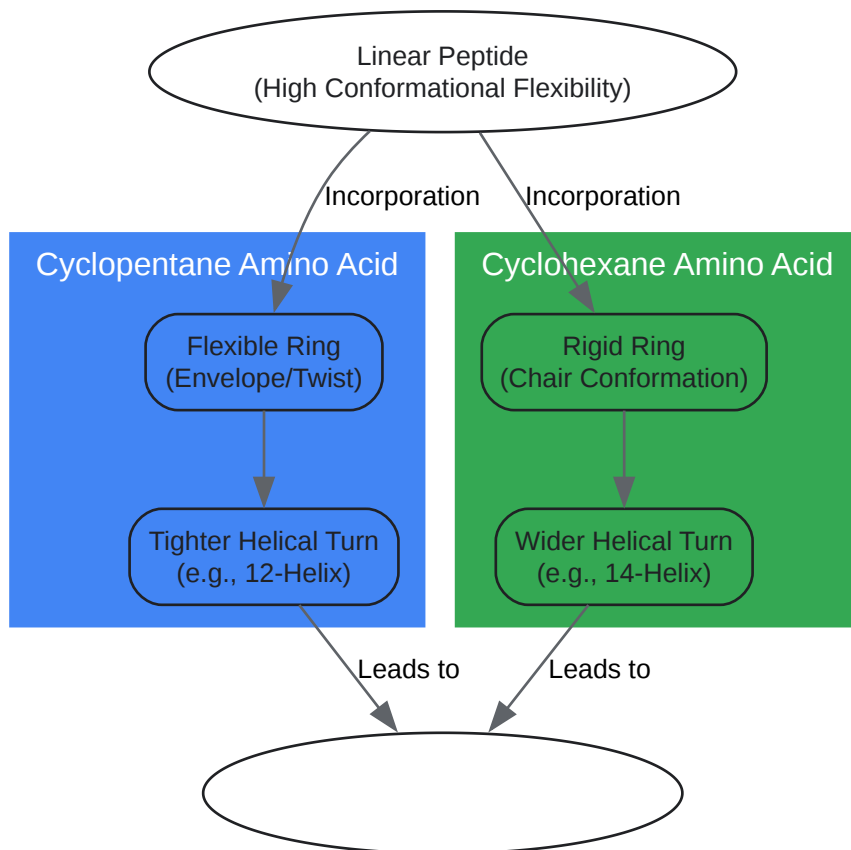 Linear Peptide
(High Conformational Flexibility)
Incorporation
Incorporation
Cyclopentane Amino Acid
Cyclohexane Amino Acid
Flexible Ring
(Envelope/Twist)
Rigid Ring
(Chair Conformation)
Tighter Helical Turn
(e.g., 12-Helix)
Wider Helical Turn
(e.g., 14-Helix)
Leads to
Leads to